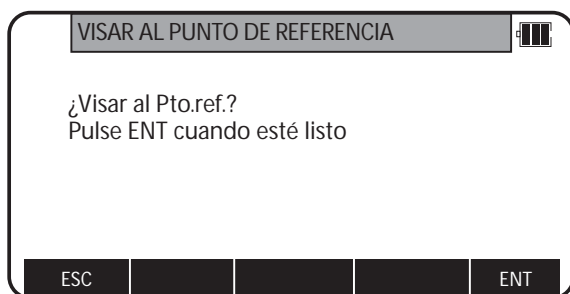 VISAR AL PUNTO DE REFERENCIA
¿Visar al Pto.ref.?
Pulse ENT cuando esté listo
ESC ENT